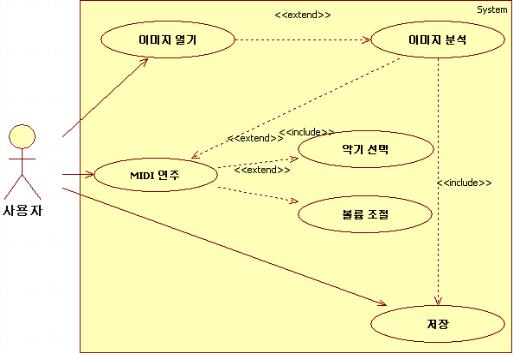 System
<<extend>>
이미지 열기
이미지 분석
<<extend>>
<<include>>
악기 선택
<<extend>>
MIDI 연주
<<include>>
사용자
볼륨 조절
저장